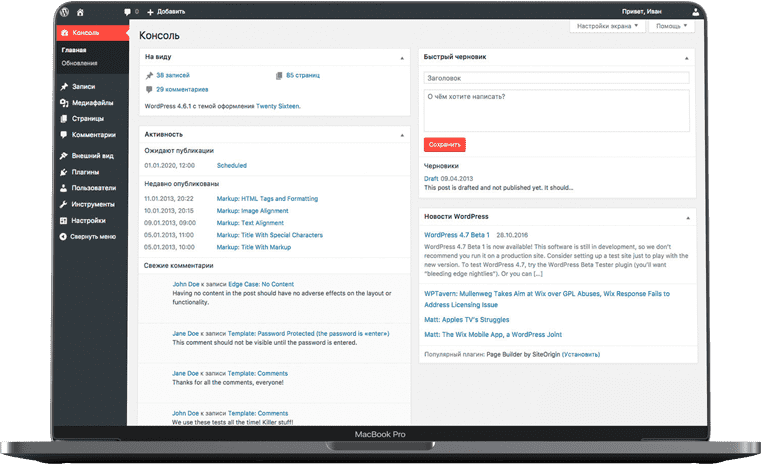 0
Добавить
Привет, Иван
Консоль
Главная
Обновления
Записи
Медиафайлы
Страницы
Комментарии
Внешний вид
Плагины
Пользователи
Инструменты
Настройки
Свернуть меню
Настройки экрана
Помощь
Консоль
На виду
38 записей
85 страниц
29 комментариев
WordPress 4.6.1 с темой оформления Twenty Sixteen.
Активность
Ожидают публикации
01.01.2020, 12:00 Scheduled
Недавно опубликованы
11.01.2013, 20:22 Markup: HTML Tags and Formatting
10.01.2013, 20:15 Markup: Image Alignment
09.01.2013, 09:00 Markup: Text Alignment
05.01.2013, 11:00 Markup: Title With Special Characters
05.01.2013, 10:00 Markup: Title With Markup
Свежие комментарии
John Doe к записи Edge Case: No Content
Having no content in the post should have no adverse effects on the layout or
functionality.
Jane Doe к записи Template: Password Protected (the password is «enter»)
This comment should not be visible until the password is entered.
Jane Doe к записи Template: Comments
Thanks for all the comments, everyone!
John Doe к записи Template: Comments
We use these tests all the time! Killer stuff!
Быстрый черновик
Заголовок
О чём хотите написать?
Сохранить
Черновики
Draft 09.04.2013
This post is drafted and not published yet. It should…
Новости WordPress
WordPress 4.7 Beta 1 28.10.2016
WordPress 4.7 Beta 1 is now available! This software is still in development, so we don't
recommend you run it on a production site. Consider setting up a test site just to play with the
new version. To test WordPress 4.7, try the WordPress Beta Tester plugin (you'll want
"bleeding edge nightlies"). Or you can […]
WPTavern: Mullenweg Takes Aim at Wix over GPL Abuses, Wix Response Fails to
Address Licensing Issue
Matt: Apples TV's Struggles
Matt: The Wix Mobile App, a WordPress Joint
Популярный плагин: Page Builder by SiteOrigin (Установить)
MacBook Pro